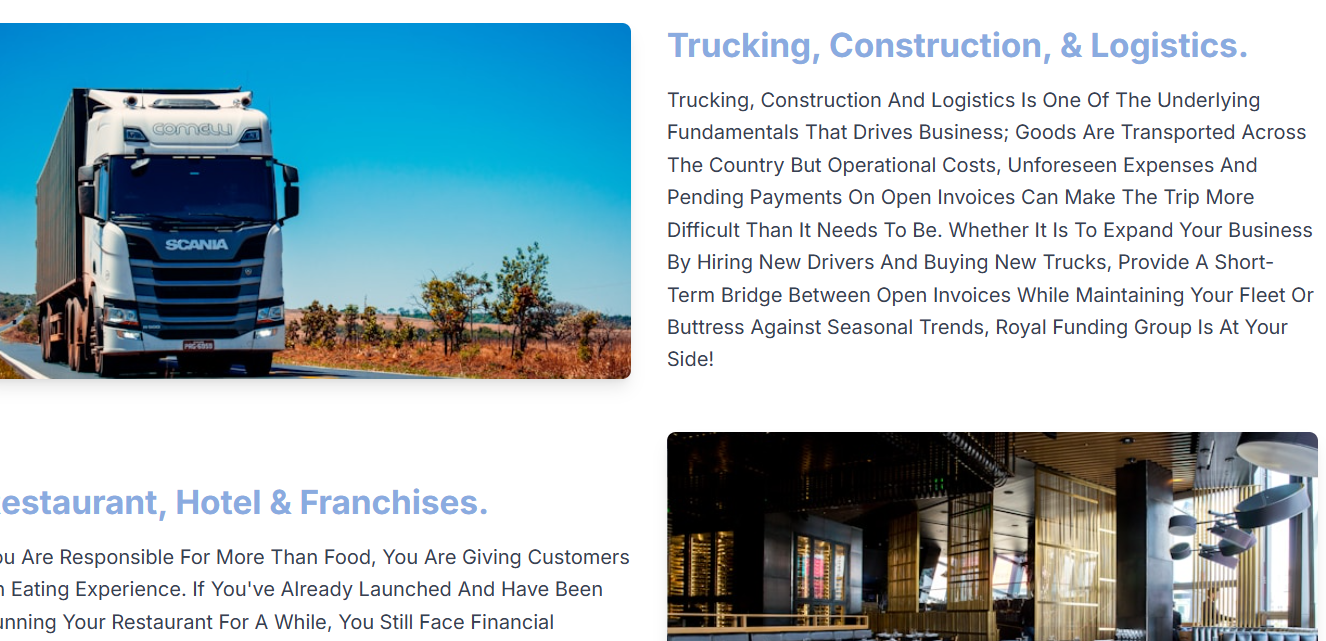 comelli
SCANIA
Trucking, Construction, & Logistics.
Trucking, Construction And Logistics Is One Of The Underlying
Fundamentals That Drives Business; Goods Are Transported Across
The Country But Operational Costs, Unforeseen Expenses And
Pending Payments On Open Invoices Can Make The Trip More
Difficult Than It Needs To Be. Whether It Is To Expand Your Business
By Hiring New Drivers And Buying New Trucks, Provide A Short-
Term Bridge Between Open Invoices While Maintaining Your Fleet Or
Buttress Against Seasonal Trends, Royal Funding Group Is At Your
Side!
estaurant, Hotel & Franchises.
ou Are Responsible For More Than Food, You Are Giving Customers
n Eating Experience. If You've Already Launched And Have Been
unning Your Restaurant For A While, You Still Face Financial